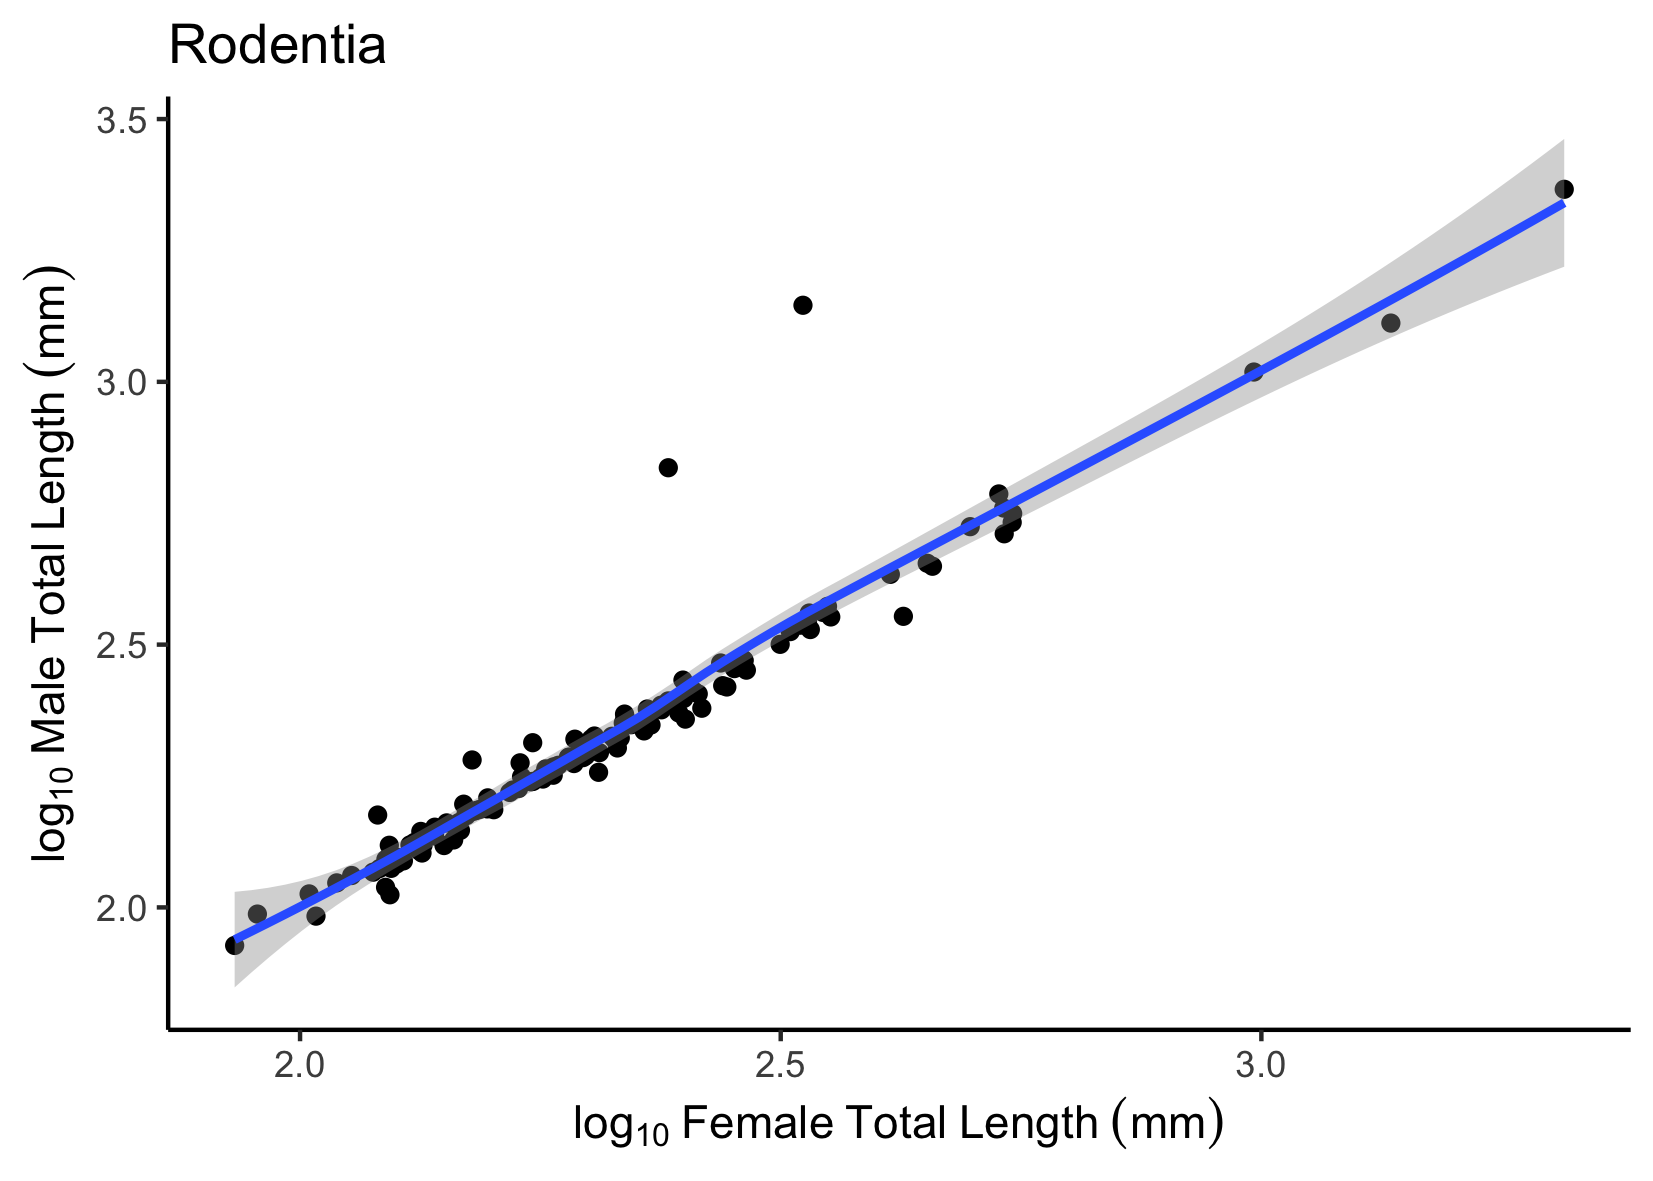 Rodentia
3.5
3.0
2.5
2.0
log₁₀ Male Total Length (mm)
2.0 2.5 3.0
log₁₀ Female Total Length (mm)